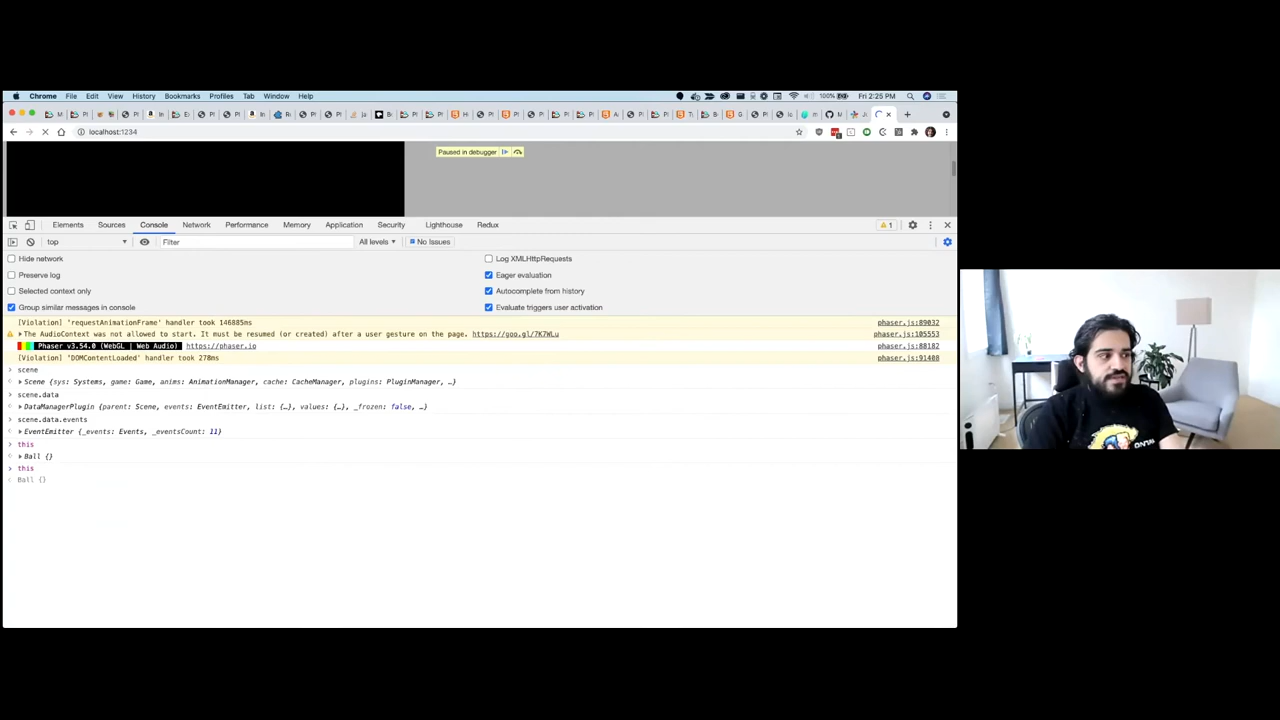 Chrome File Edit View History Bookmarks Profiles Tab Window Help 100% Fri 2:25 PM
localhost:1234
Paused in debugger
Elements Console Sources Network Performance Memory Application Security Lighthouse Redux 1
top Filter All levels No Issues
Hide network Log XMLHttpRequests
Preserve log Eager evaluation
Selected context only Autocomplete from history
Group similar messages in console Evaluate triggers user activation
[Violation] 'requestAnimationFrame' handler took 146885ms phaser.js:89032
The AudioContext was not allowed to start. It must be resumed (or created) after a user gesture on the page. https://goo.gl/7K7WLu phaser.js:105553
Phaser v3.54.0 (WebGL | Web Audio) https://phaser.io phaser.js:88182
[Violation] 'DOMContentLoaded' handler took 278ms phaser.js:91408
scene
Scene {sys: Systems, game: Game, anims: AnimationManager, cache: CacheManager, plugins: PluginManager, …}
scene.data
DataManagerPlugin {parent: Scene, events: EventEmitter, list: {…}, values: {…}, _frozen: false, …}
scene.data.events
EventEmitter {_events: Events, _eventsCount: 11}
this
Ball {}
this
Ball {}